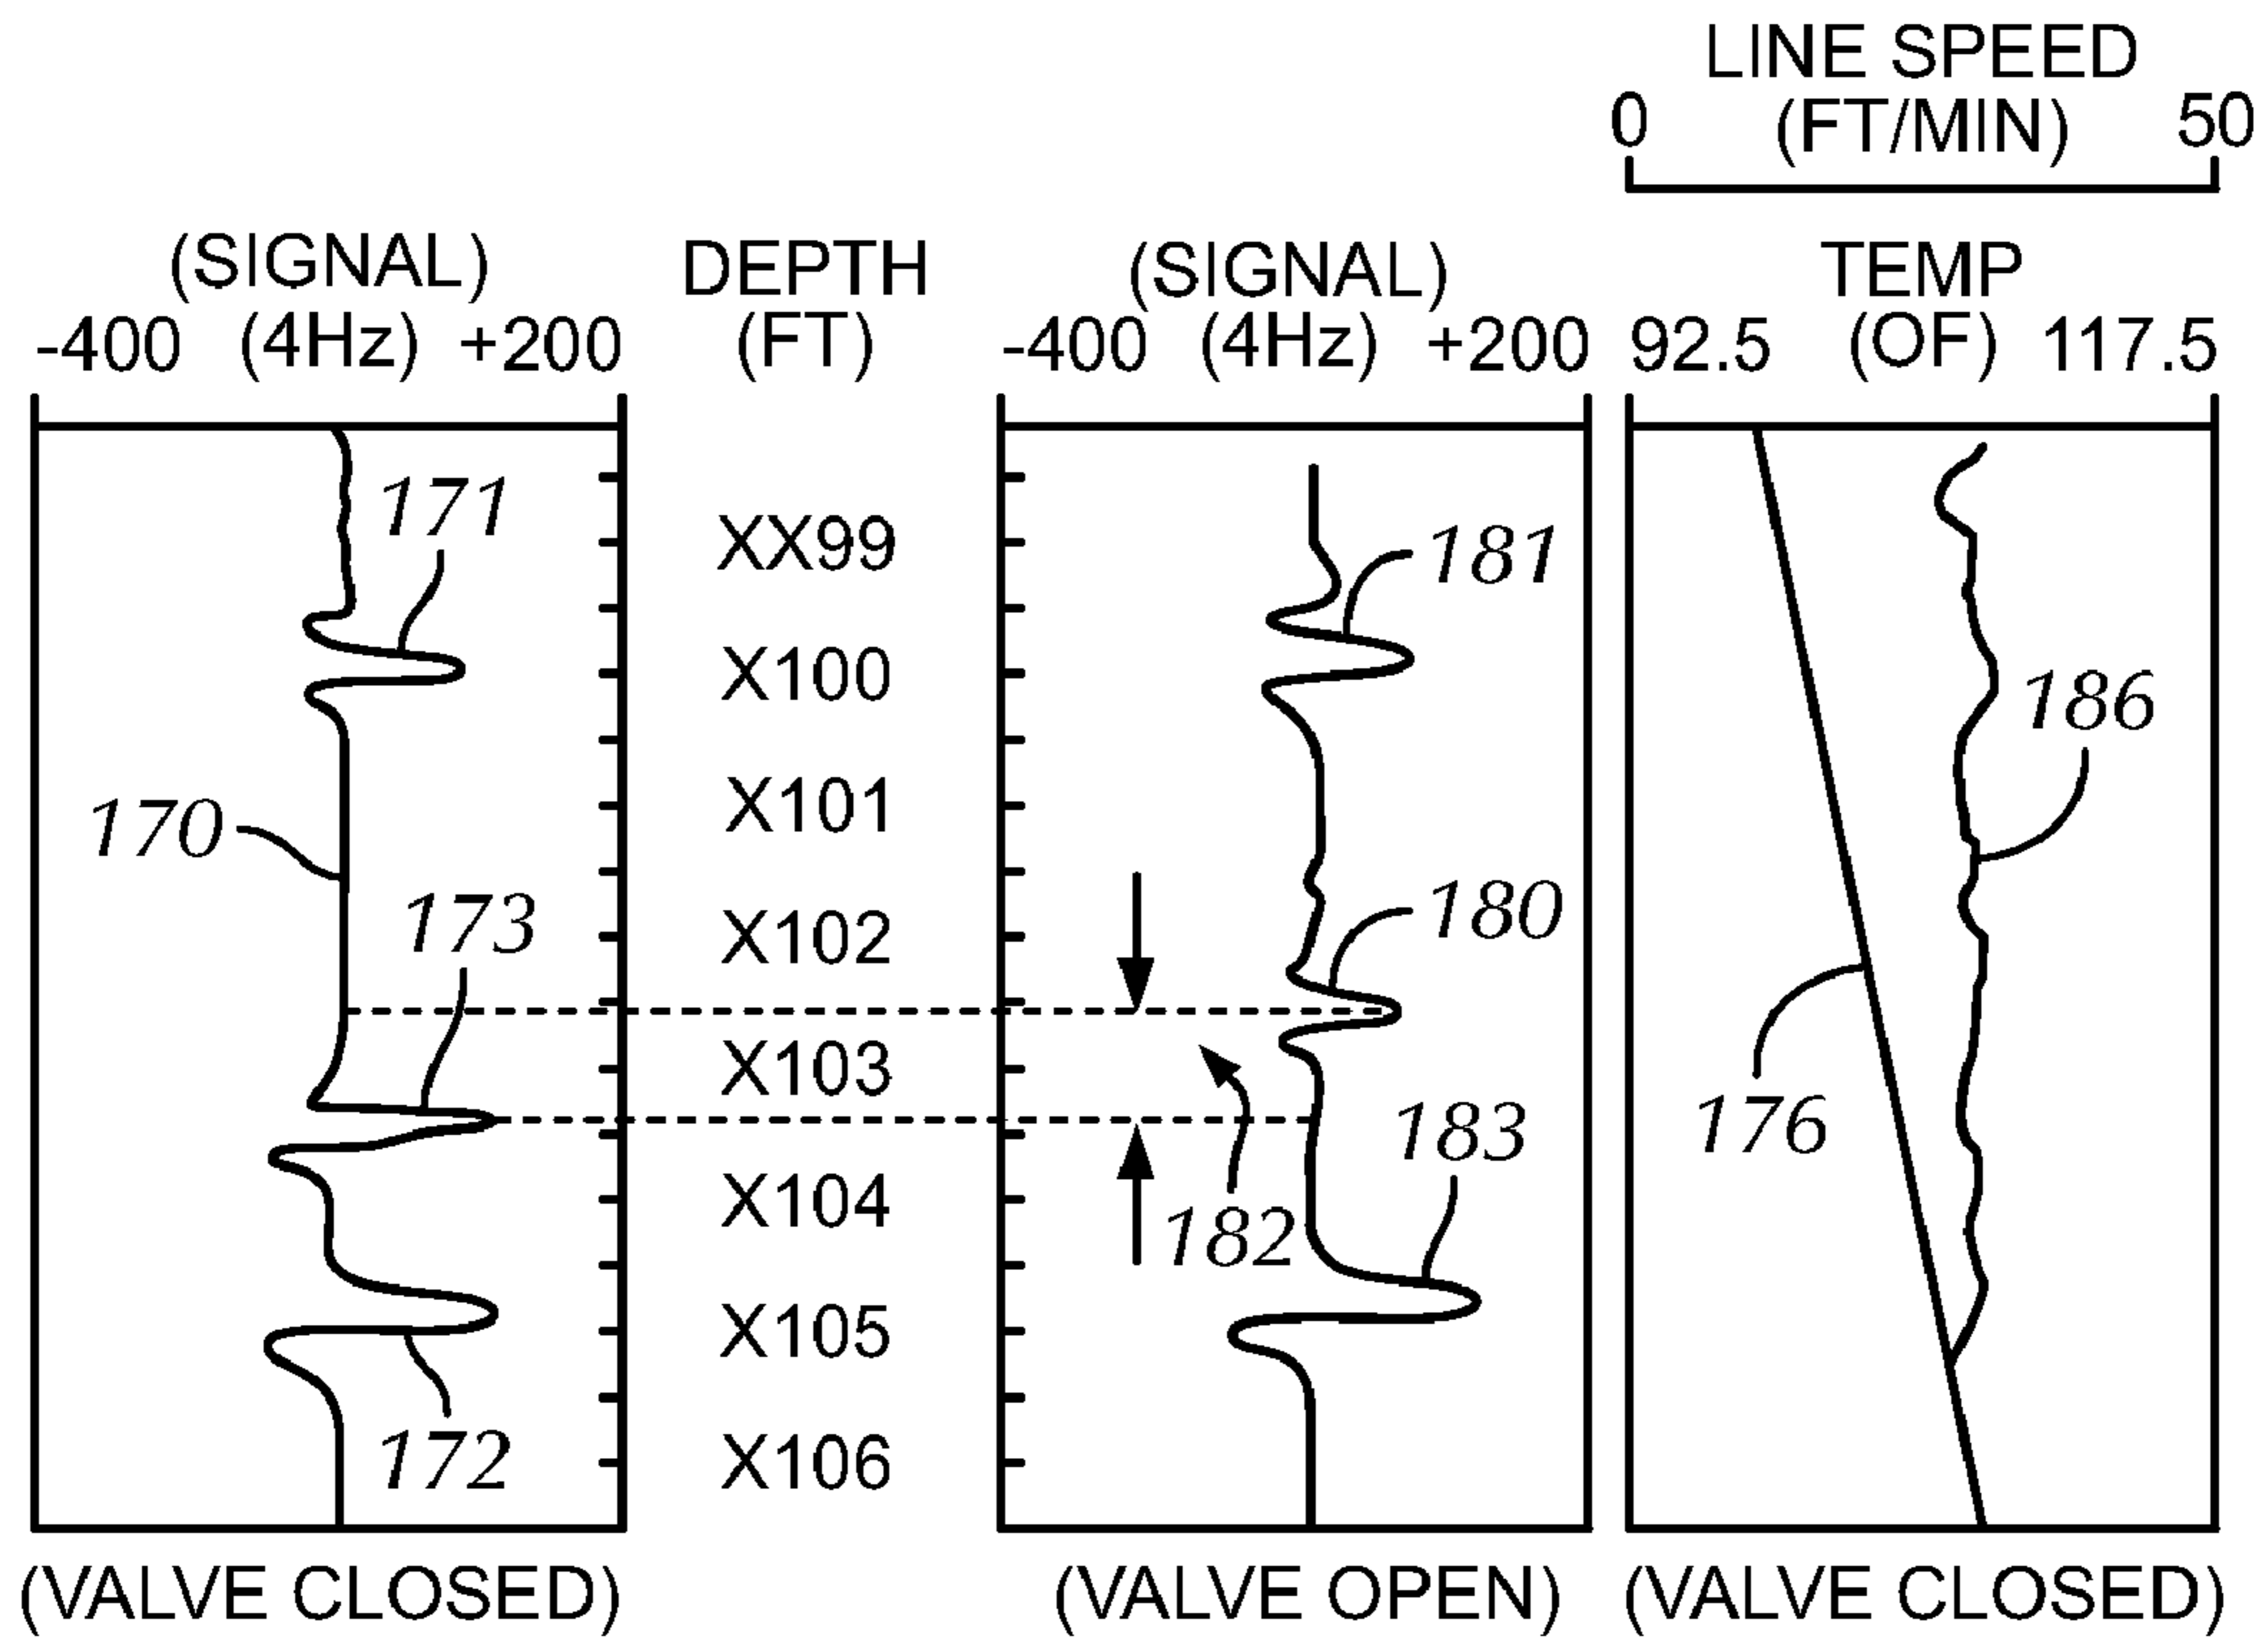 LINE SPEED
0 (FT/MIN) 50
(SIGNAL) DEPTH (SIGNAL) TEMP
-400 (4Hz) +200 (FT) -400 (4Hz) +200 92.5 (OF) 117.5
171
XX99
181
X100
186
170
X101
173
X102
180
X103
176
183
X104
182
X105
172
X106
(VALVE CLOSED) (VALVE OPEN) (VALVE CLOSED)